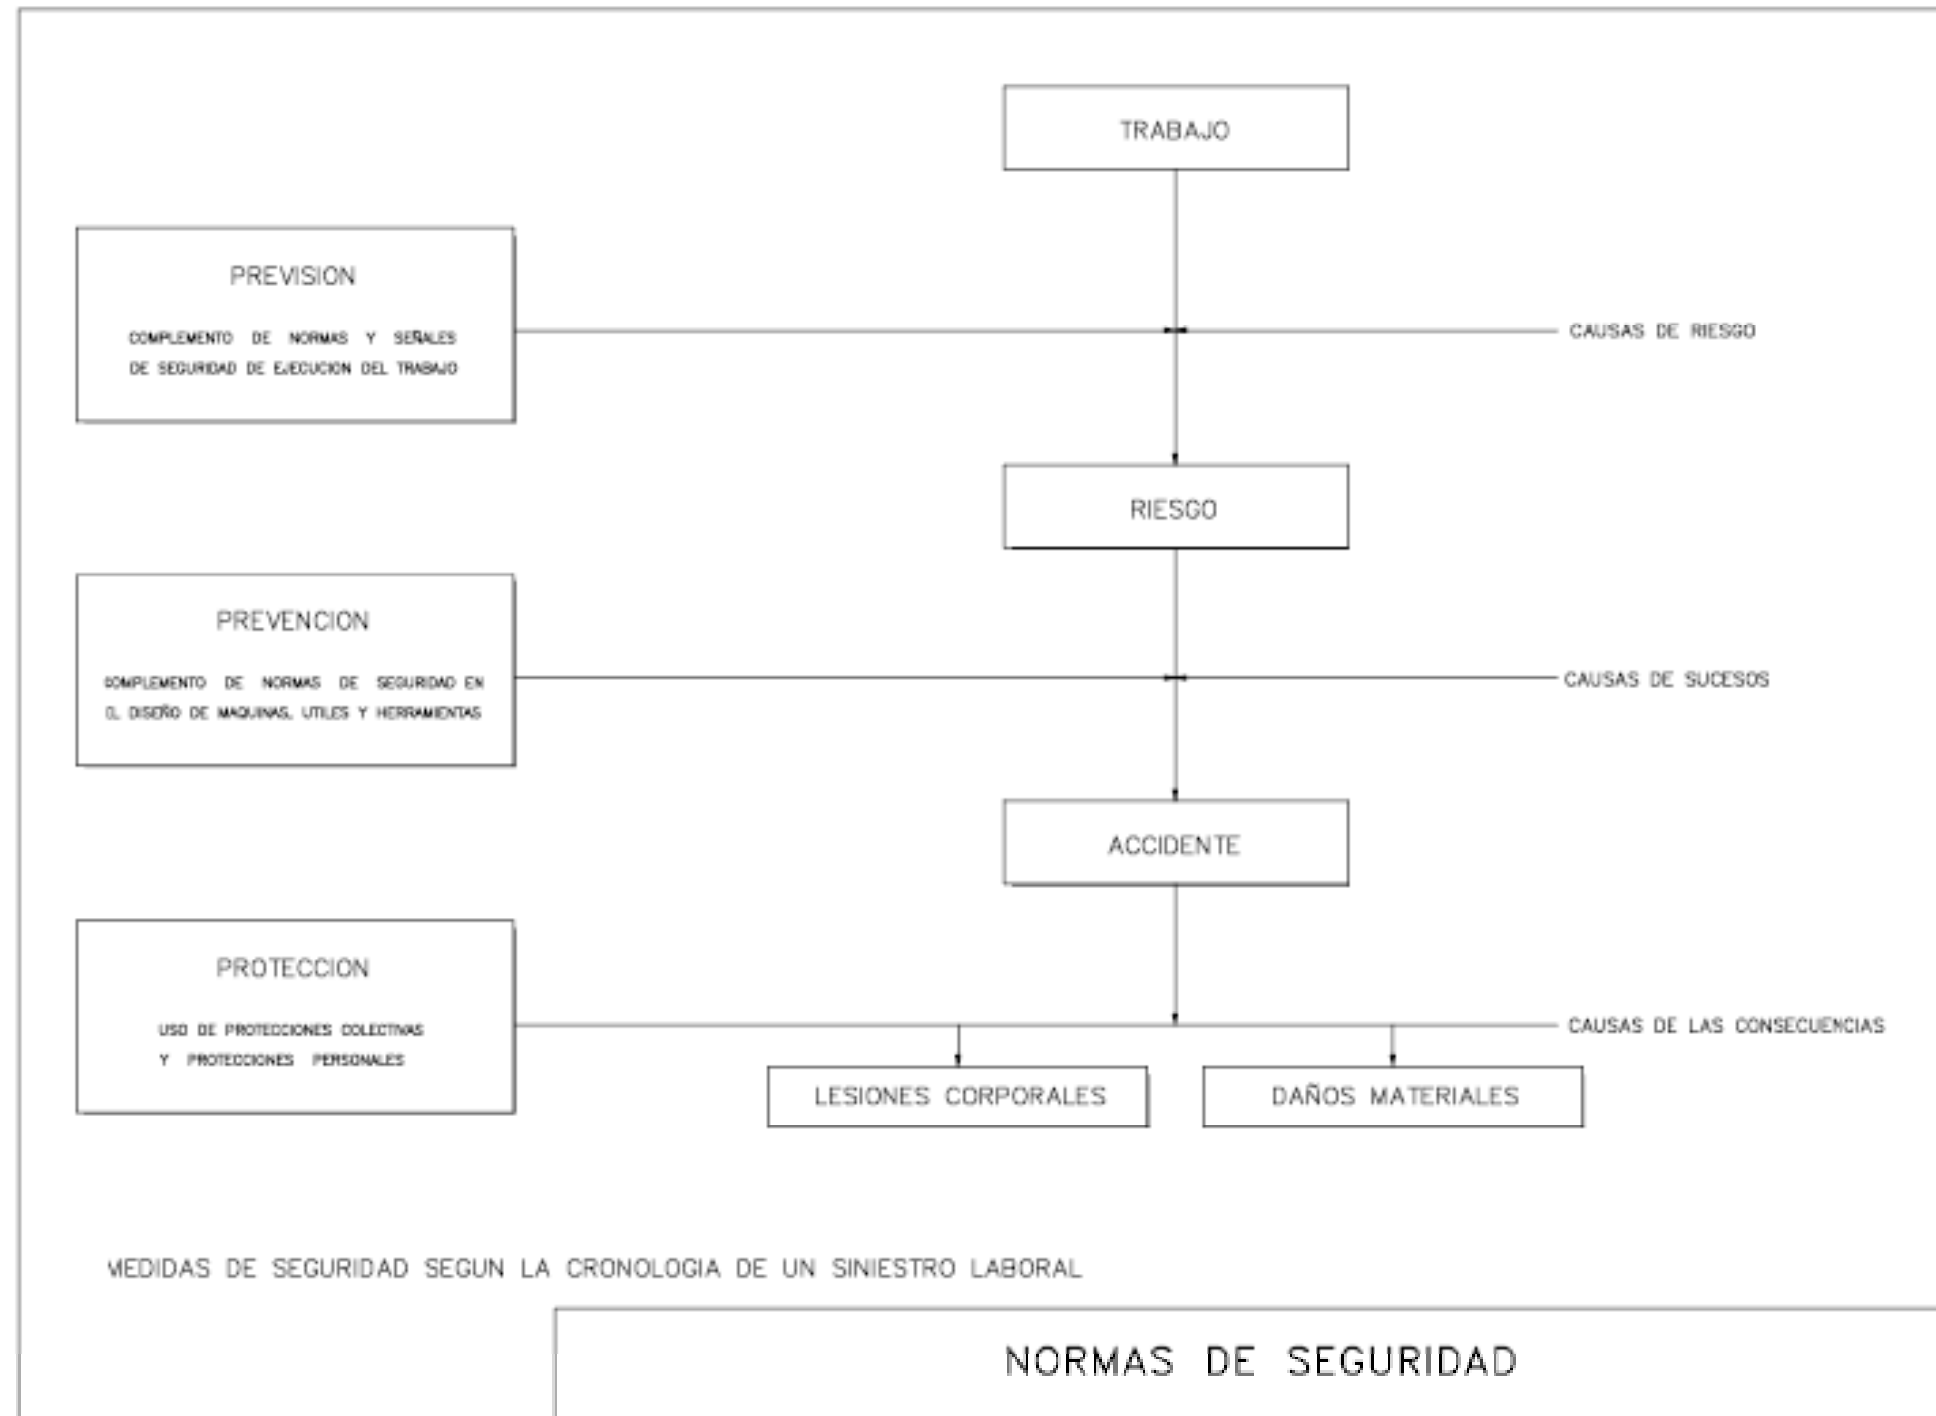 TRABAJO
PREVISION
COMPLEMENTO DE NORMAS Y SEÑALES
DE SEGURIDAD DE EJECUCION DEL TRABAJO
CAUSAS DE RIESGO
RIESGO
PREVENCION
COMPLEMENTO DE NORMAS DE SEGURIDAD EN
EL DISEÑO DE MAQUINAS, UTILES Y HERRAMIENTAS
CAUSAS DE SUCESOS
ACCIDENTE
PROTECCION
USO DE PROTECCIONES COLECTIVAS
Y PROTECCIONES PERSONALES
CAUSAS DE LAS CONSECUENCIAS
LESIONES CORPORALES
DAÑOS MATERIALES
MEDIDAS DE SEGURIDAD SEGUN LA CRONOLOGIA DE UN SINIESTRO LABORAL
NORMAS DE SEGURIDAD